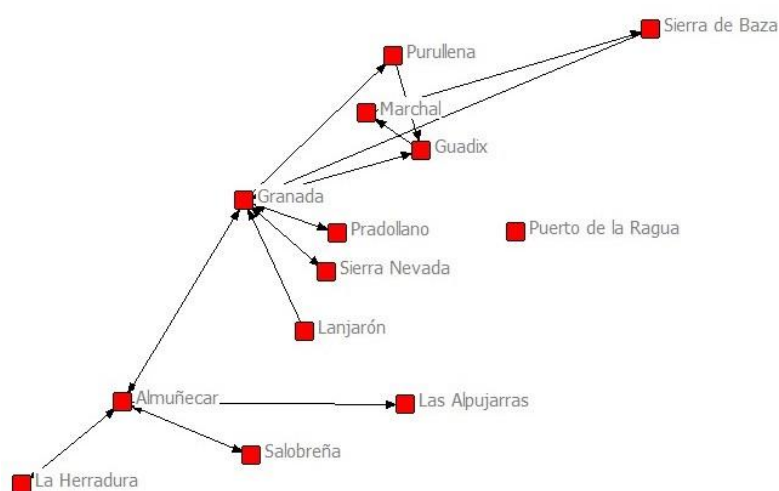 Sierra de Baza
Purullena
Marchal
Guadix
Granada
Pradollano
Puerto de la Ragua
Sierra Nevada
Lanjarón
Almuñecar
Las Alpujarras
Salobreña
La Herradura